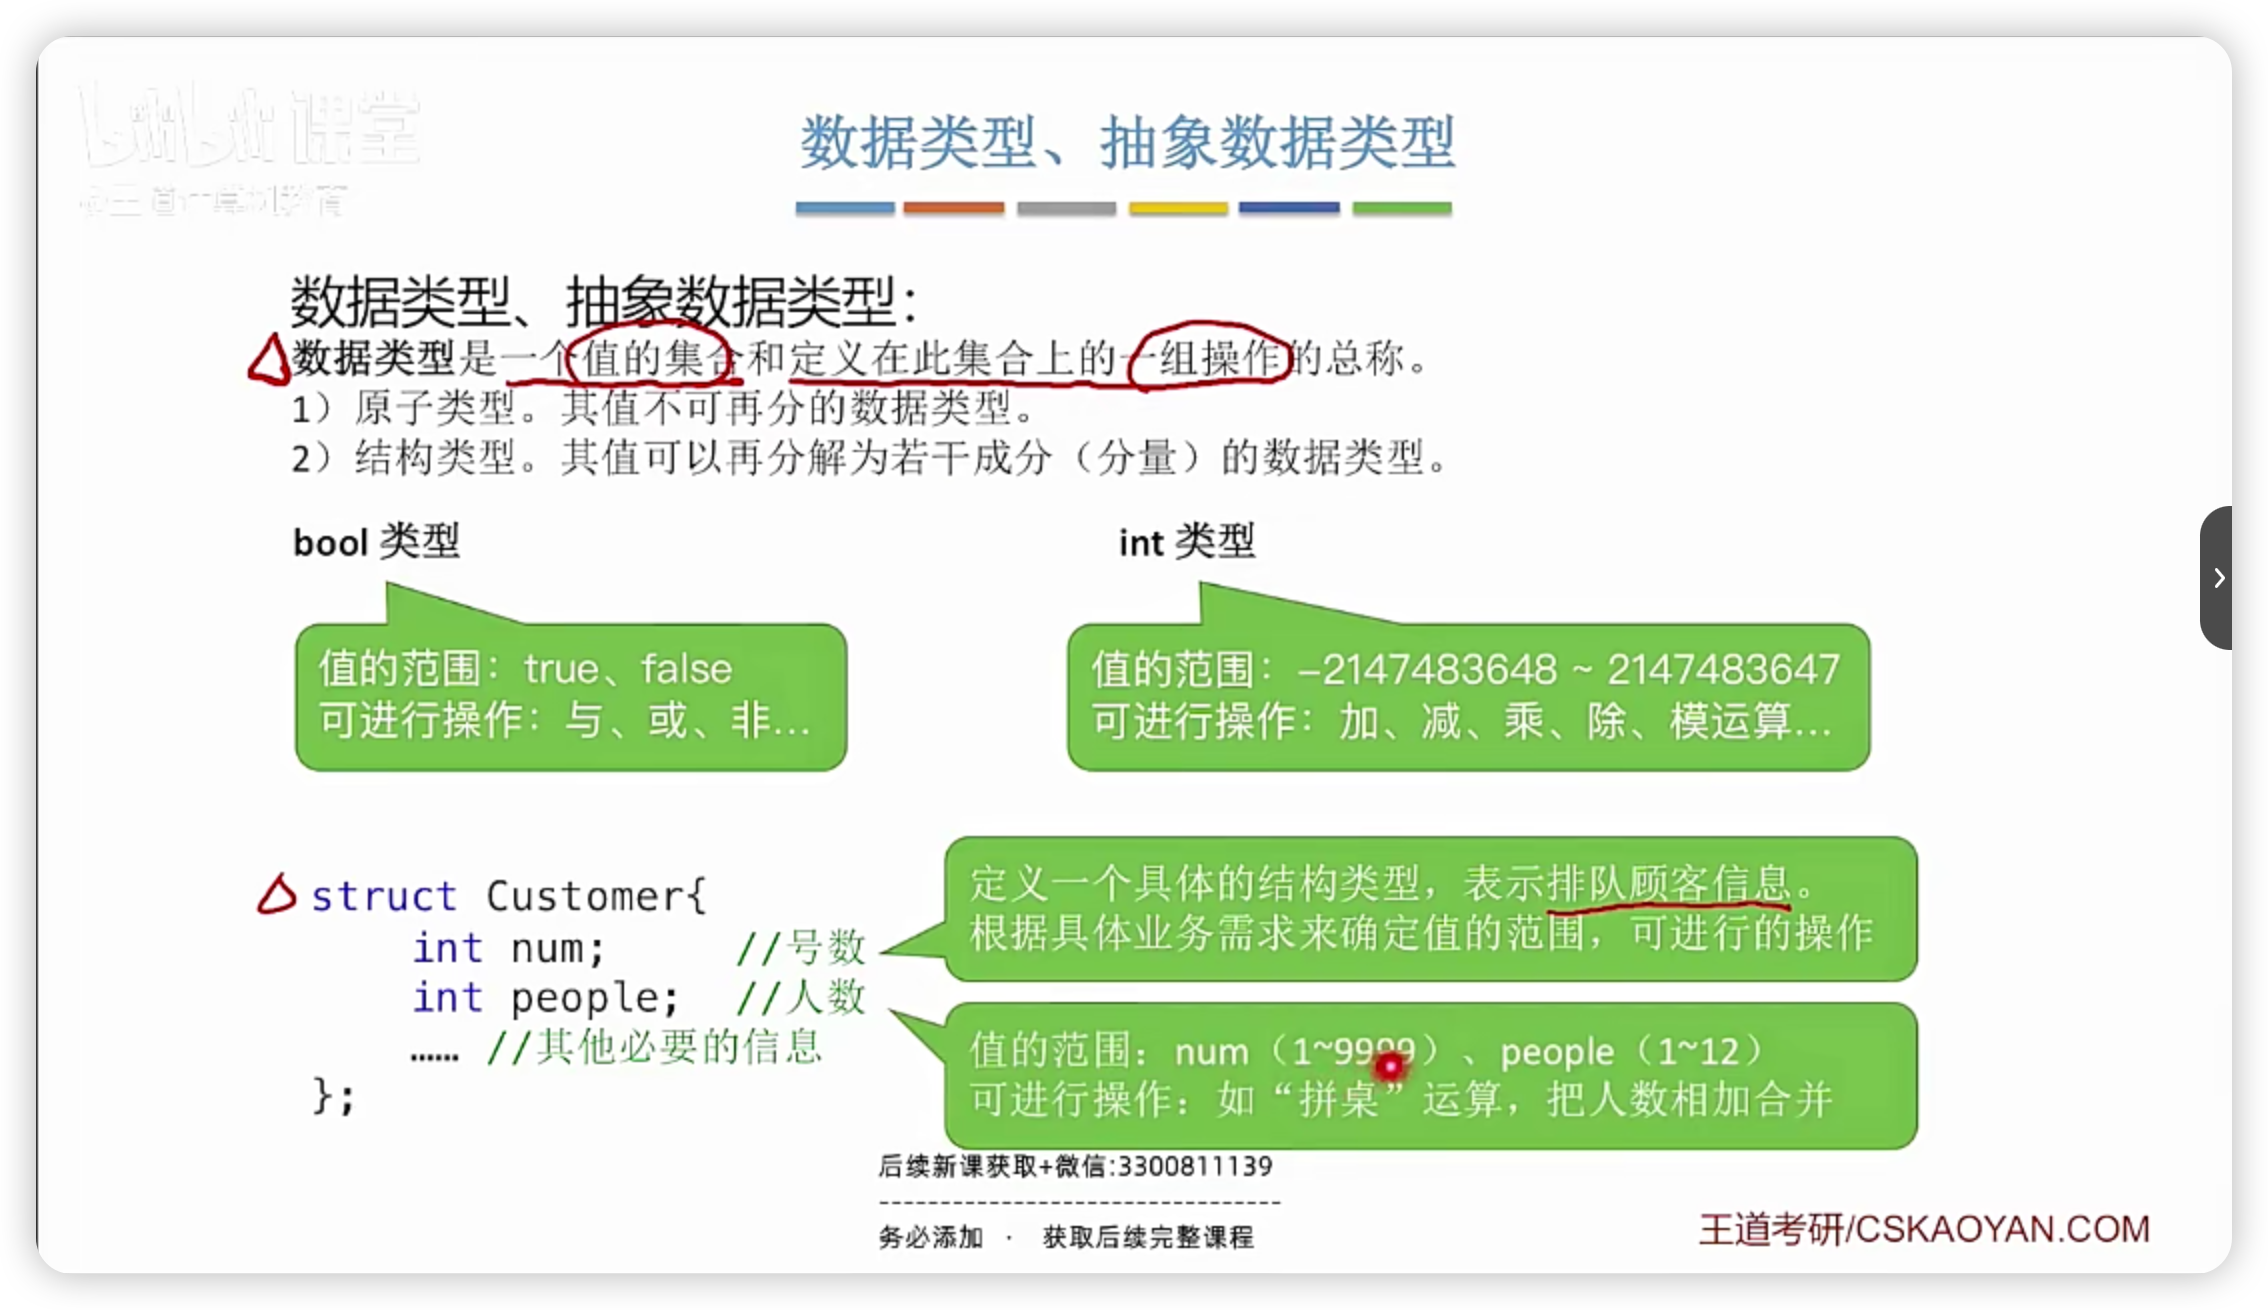 bilibili 课堂
@王道计算机教育
数据类型、抽象数据类型
数据类型、抽象数据类型：
数据类型是一个值的集合和定义在此集合上的一组操作的总称。
1）原子类型。其值不可再分的数据类型。
2）结构类型。其值可以再分解为若干成分（分量）的数据类型。
bool 类型
int 类型
值的范围：true、false
可进行操作：与、或、非...
值的范围：-2147483648 ~ 2147483647
可进行操作：加、减、乘、除、模运算...
struct Customer{
int num; //号数
int people; //人数
...... //其他必要的信息
};
定义一个具体的结构类型，表示排队顾客信息。
根据具体业务需求来确定值的范围，可进行的操作
值的范围：num（1~9999）、people（1~12）
可进行操作：如“拼桌”运算，把人数相加合并
后续新课获取+微信:3300811139
---------------------------------
务必添加 · 获取后续完整课程
王道考研/CSKAOYAN.COM